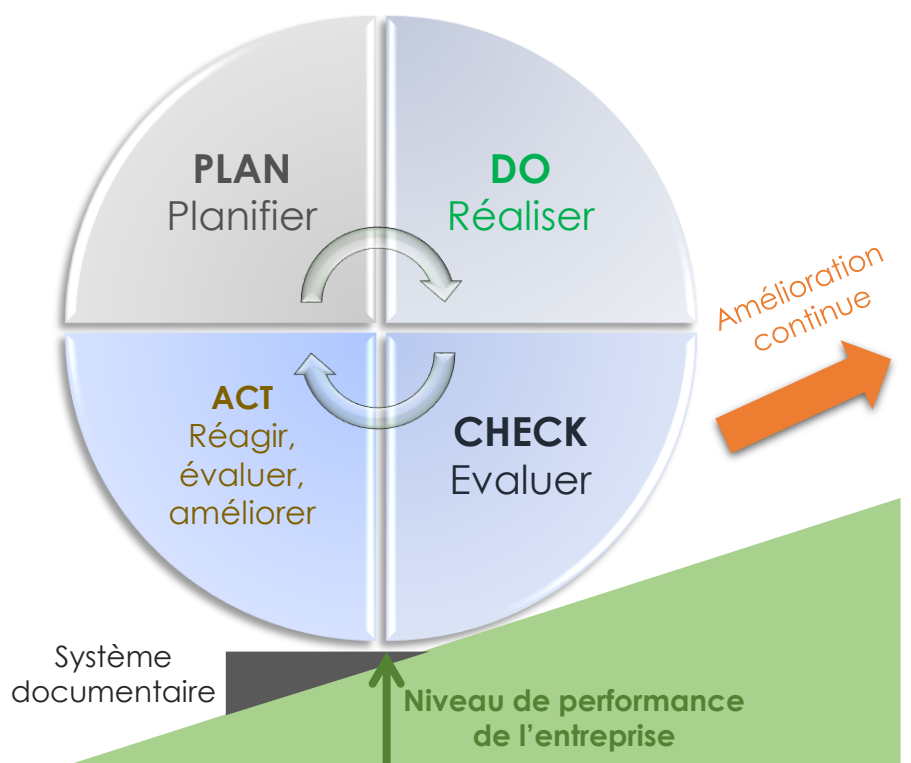 PLAN
Planifier
DO
Réaliser
ACT
Réagir,
évaluer,
améliorer
CHECK
Evaluer
Amélioration
continue
Système
documentaire
Niveau de performance
de l’entreprise